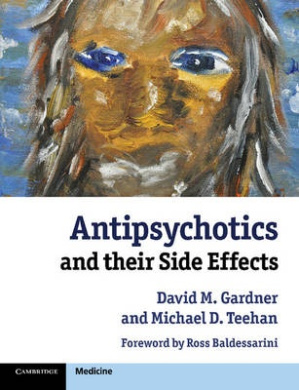 Antipsychotics
and their Side Effects
David M. Gardner
and Michael D. Teehan
Foreword by Ross Baldessarini
CAMBRIDGE Medicine